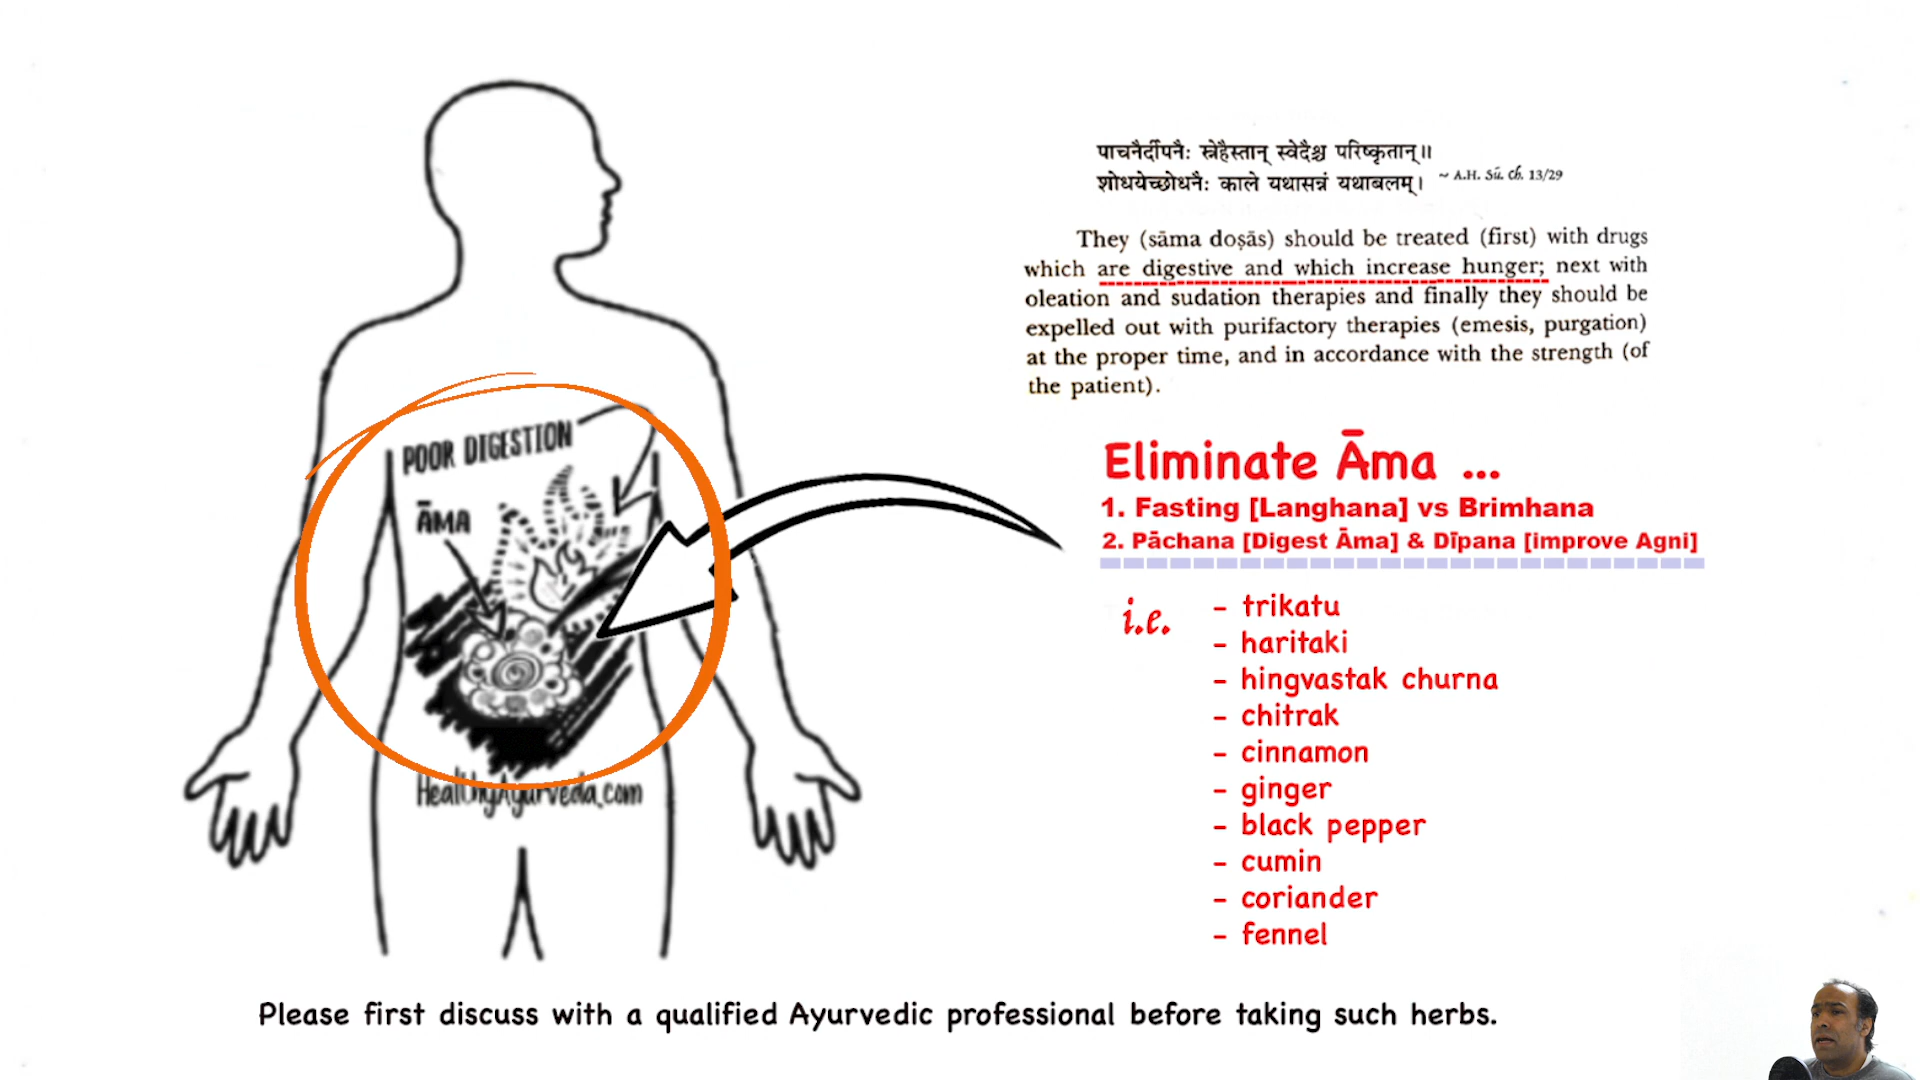 पाचनैर्दीपनैः स्नेहैस्तान् स्वेदैश्च परिष्कृतान्॥
शोधयेच्छोधनैः काले यथासन्नं यथाबलम्।
~ A.H. Sū. Ch. 13/29
They (sāma doṣās) should be treated (first) with drugs
which are digestive and which increase hunger; next with
oleation and sudation therapies and finally they should be
expelled out with purifactory therapies (emesis, purgation)
at the proper time, and in accordance with the strength (of
the patient).
POOR DIGESTION
ĀMA
HealthyAyurveda.com
Eliminate Āma ...
1. Fasting [Langhana] vs Brimhana
2. Pāchana [Digest Āma] & Dīpana [improve Agni]
i.e.
- trikatu
- haritaki
- hingvastak churna
- chitrak
- cinnamon
- ginger
- black pepper
- cumin
- coriander
- fennel
Please first discuss with a qualified Ayurvedic professional before taking such herbs.